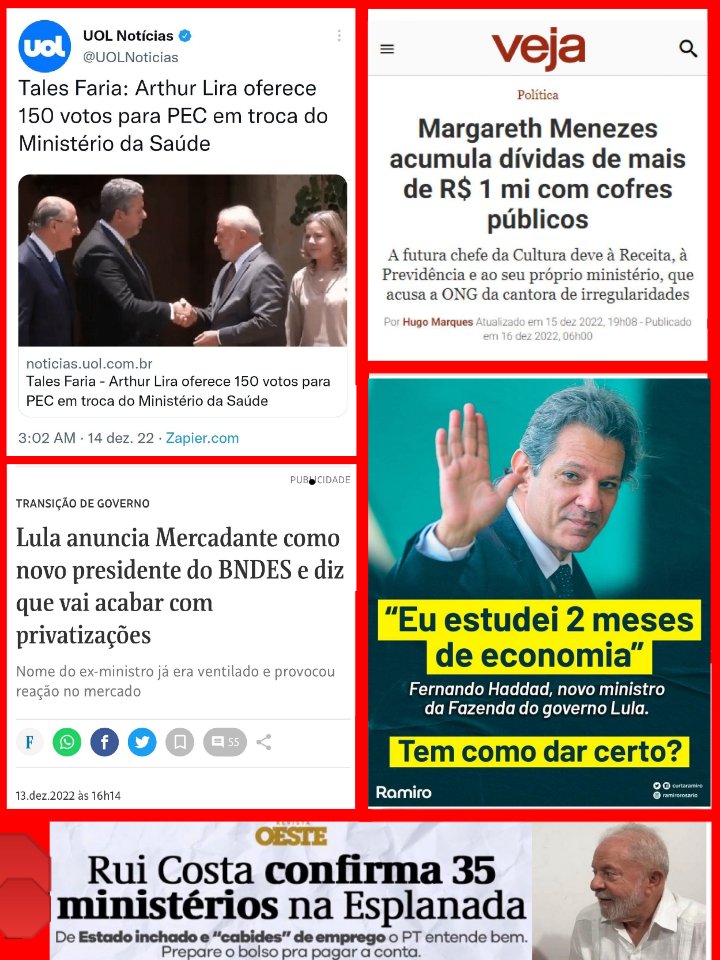 uol
UOL Notícias
@UOLNoticias
Tales Faria: Arthur Lira oferece
150 votos para PEC em troca do
Ministério da Saúde
noticias.uol.com.br
Tales Faria - Arthur Lira oferece 150 votos para
PEC em troca do Ministério da Saúde
3:02 AM · 14 dez. 22 · Zapier.com
veja
Política
Margareth Menezes
acumula dívidas de mais
de R$ 1 mi com cofres
públicos
A futura chefe da Cultura deve à Receita, à
Previdência e ao seu próprio ministério, que
acusa a ONG da cantora de irregularidades
Por Hugo Marques Atualizado em 15 dez 2022, 19h08 - Publicado
em 16 dez 2022, 06h00
PUBLICIDADE
TRANSIÇÃO DE GOVERNO
Lula anuncia Mercadante como
novo presidente do BNDES e diz
que vai acabar com
privatizações
Nome do ex-ministro já era ventilado e provocou
reação no mercado
F
55
13.dez.2022 às 16h14
“Eu estudei 2 meses
de economia”
Fernando Haddad, novo ministro
da Fazenda do governo Lula.
Tem como dar certo?
Ramiro
curtaramiro
ramirorosario
REVISTA
OESTE
Rui Costa confirma 35
ministérios na Esplanada
De Estado inchado e “cabides” de emprego o PT entende bem.
Prepare o bolso pra pagar a conta.